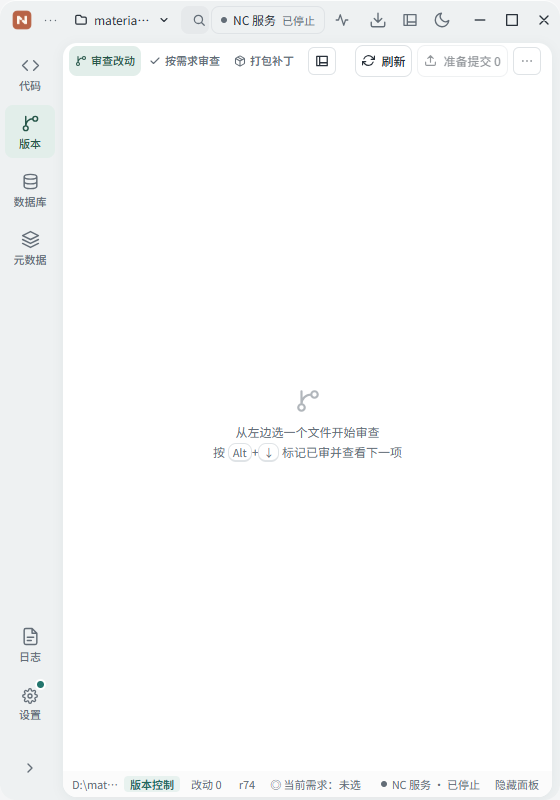 N ··· materia··· NC 服务 已停止
审查改动 按需求审查 打包补丁 刷新 准备提交 0 ···
代码
版本
数据库
元数据
从左边选一个文件开始审查
按 Alt + ↓ 标记已审并查看下一项
日志
设置
D:\mat··· 版本控制 改动 0 r74 ◎ 当前需求：未选 NC 服务 · 已停止 隐藏面板